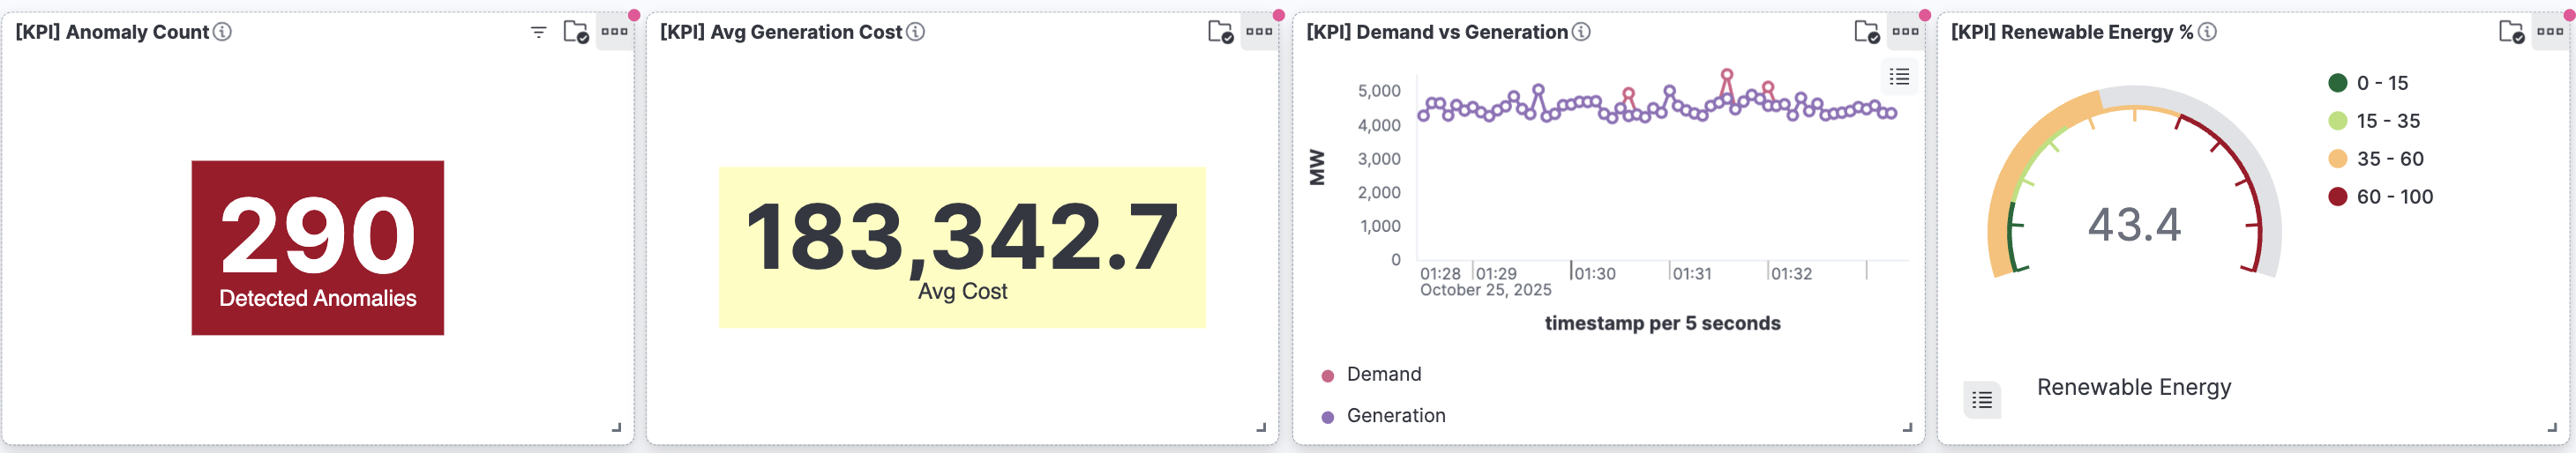 [KPI] Anomaly Count
290
Detected Anomalies
[KPI] Avg Generation Cost
183,342.7
Avg Cost
[KPI] Demand vs Generation
MW
5,000
4,000
3,000
2,000
1,000
0
01:28 01:29 01:30 01:31 01:32
October 25, 2025
timestamp per 5 seconds
Demand
Generation
[KPI] Renewable Energy %
0 - 15
15 - 35
35 - 60
60 - 100
43.4
Renewable Energy